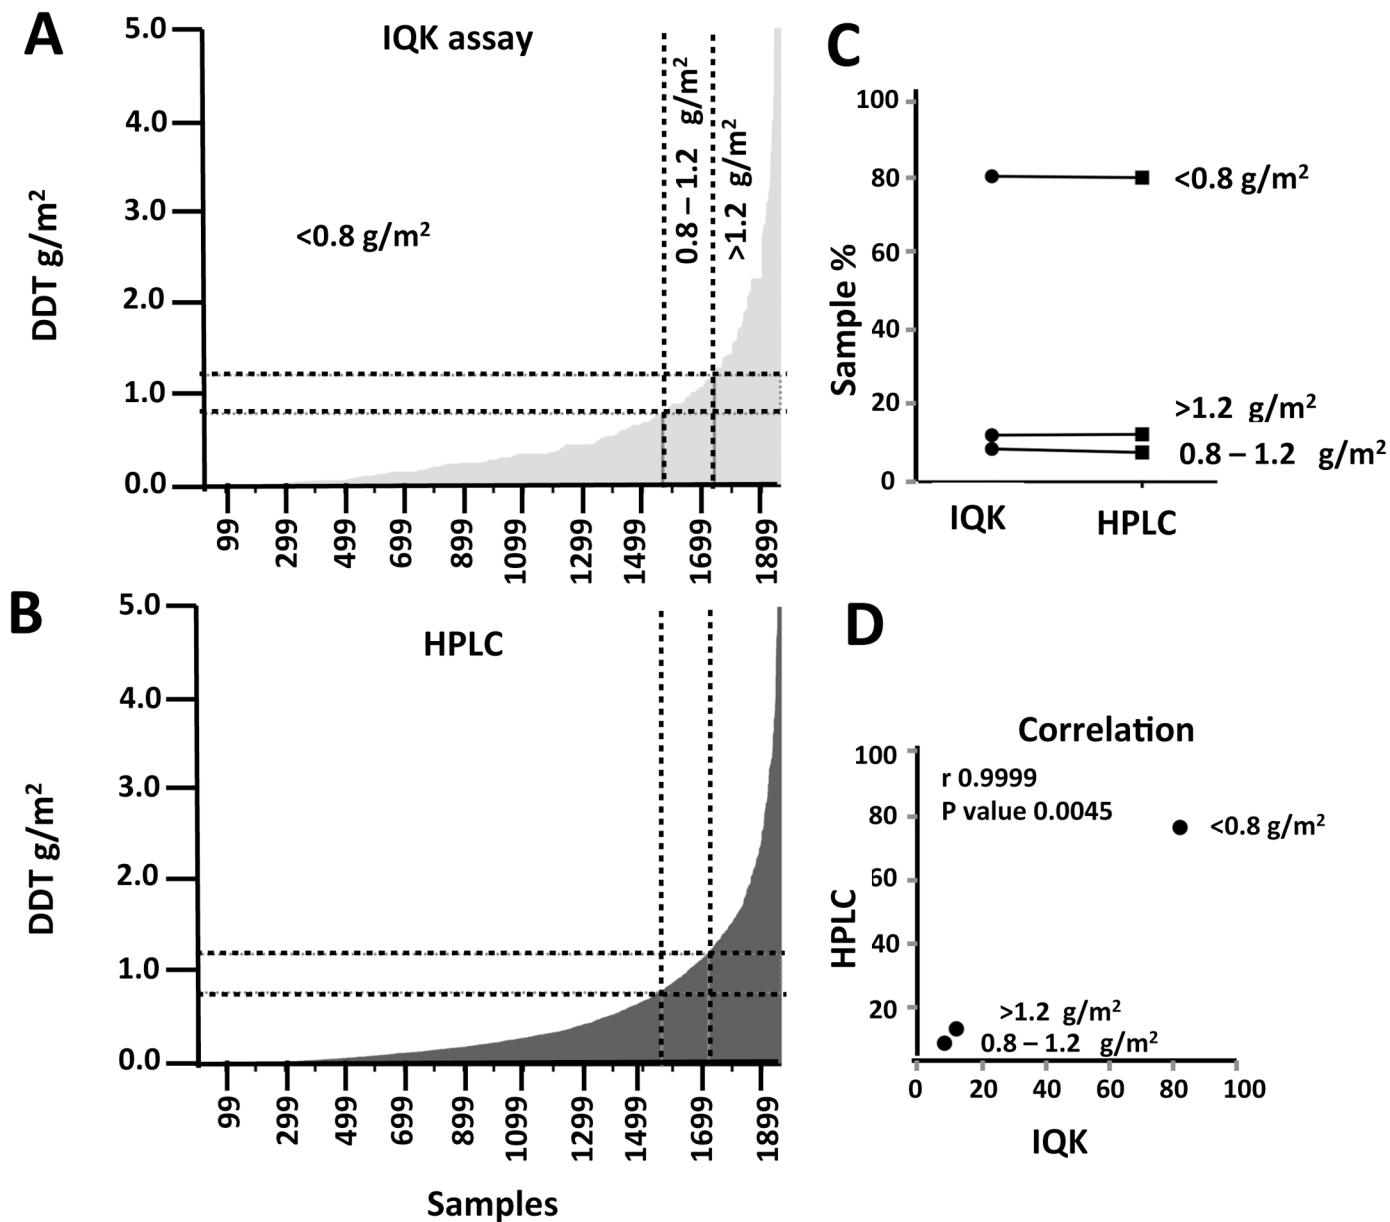 A
IQK assay
5.0
4.0
3.0
2.0
1.0
0.0
DDT g/m²
<0.8 g/m²
0.8 – 1.2 g/m²
>1.2 g/m²
99
299
499
699
899
1099
1299
1499
1699
1899
B
HPLC
5.0
4.0
3.0
2.0
1.0
0.0
DDT g/m²
99
299
499
699
899
1099
1299
1499
1699
1899
Samples
C
100
80
60
40
20
0
Sample %
<0.8 g/m²
>1.2 g/m²
0.8 – 1.2 g/m²
IQK
HPLC
D
Correlation
r 0.9999
P value 0.0045
100
80
60
40
20
HPLC
<0.8 g/m²
>1.2 g/m²
0.8 – 1.2 g/m²
0
20
40
60
80
100
IQK